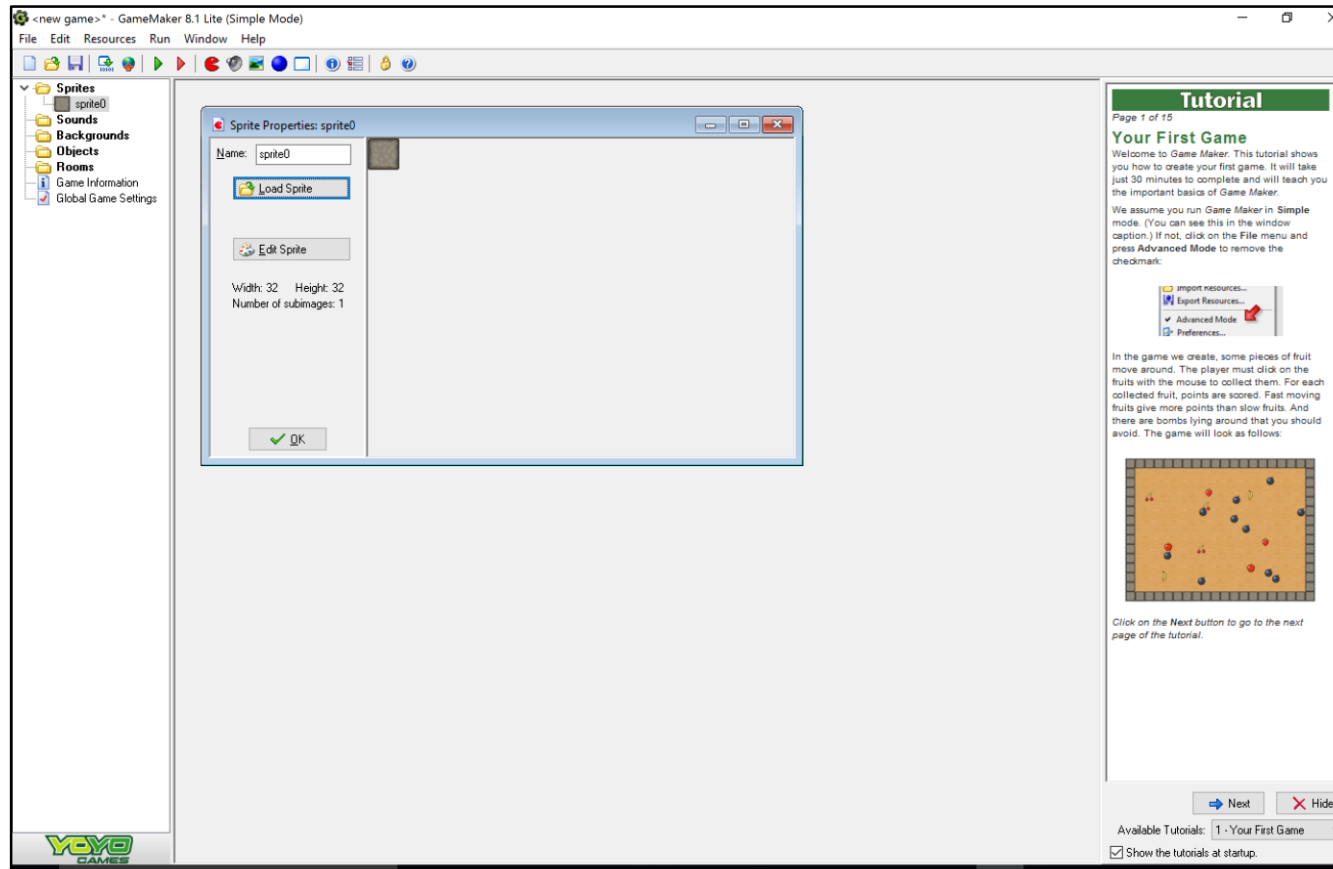 <new game>* - GameMaker 8.1 Lite (Simple Mode)
File Edit Resources Run Window Help
Sprites
sprite0
Sounds
Backgrounds
Objects
Rooms
Game Information
Global Game Settings
YOYO
GAMES
Sprite Properties: sprite0
Name: sprite0
Load Sprite
Edit Sprite
Width: 32 Height: 32
Number of subimages: 1
OK
Tutorial
Page 1 of 15
Your First Game
Welcome to Game Maker. This tutorial shows
you how to create your first game. It will take
just 30 minutes to complete and will teach you
the important basics of Game Maker.
We assume you run Game Maker in Simple
mode. (You can see this in the window
caption.) If not, click on the File menu and
press Advanced Mode to remove the
checkmark:
Import Resources...
Export Resources...
Advanced Mode
Preferences...
In the game we create, some pieces of fruit
move around. The player must click on the
fruits with the mouse to collect them. For each
collected fruit, points are scored. Fast moving
fruits give more points than slow fruits. And
there are bombs lying around that you should
avoid. The game will look as follows:
Click on the Next button to go to the next
page of the tutorial.
Next Hide
Available Tutorials: 1 - Your First Game
Show the tutorials at startup.